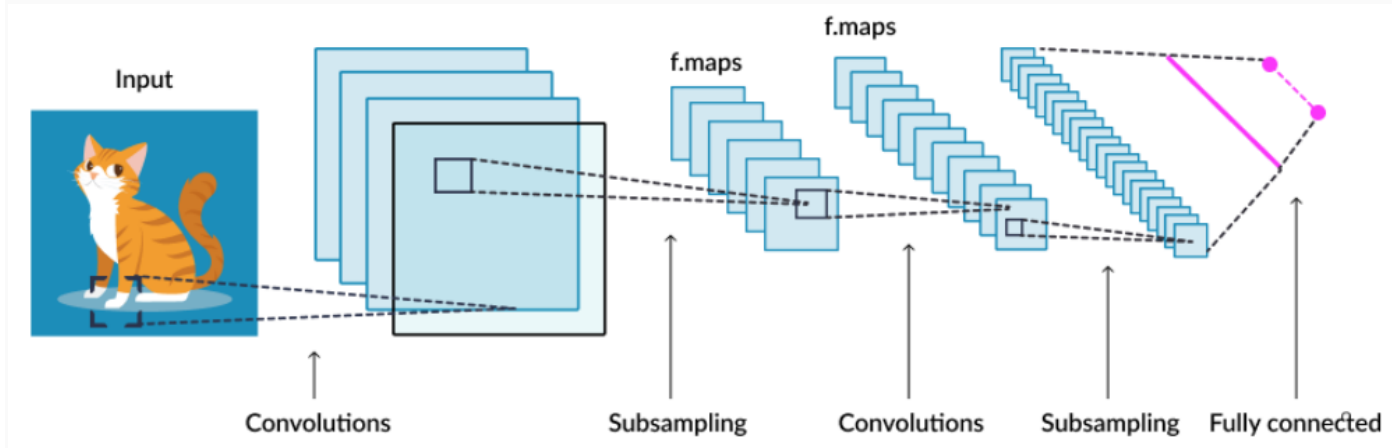 Input
f.maps
f.maps
Convolutions
Subsampling
Convolutions
Subsampling
Fully connected